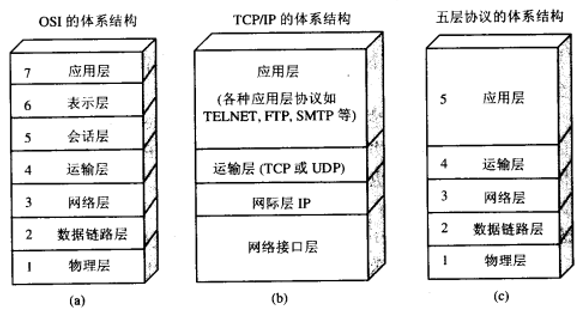 OSI 的体系结构
7 应用层
6 表示层
5 会话层
4 运输层
3 网络层
2 数据链路层
1 物理层
(a)
TCP/IP 的体系结构
应用层
(各种应用层协议如
TELNET, FTP, SMTP 等)
运输层 (TCP 或 UDP)
网际层 IP
网络接口层
(b)
五层协议的体系结构
5 应用层
4 运输层
3 网络层
2 数据链路层
1 物理层
(c)